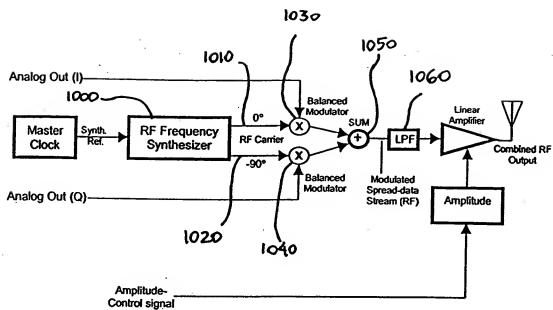 1030
1010
1050
1060
Analog Out (I)
1000
0°
Balanced
Modulator
SUM
Linear
Amplifier
Master
Clock
Synth.
Ref.
RF Frequency
Synthesizer
RF Carrier
X
+
LPF
Combined RF
Output
-90°
X
Balanced
Modulator
Modulated
Spread-data
Stream (RF)
Amplitude
Analog Out (Q)
1020
1040
Amplitude-
Control signal